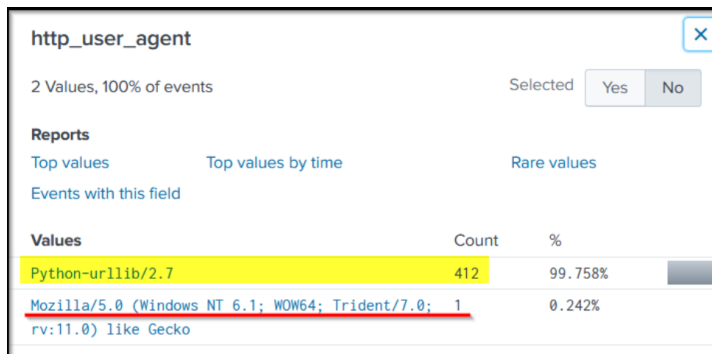 http_user_agent
2 Values, 100% of events
Selected Yes No
Reports
Top values Top values by time Rare values
Events with this field
Values Count %
Python-urllib/2.7 412 99.758%
Mozilla/5.0 (Windows NT 6.1; WOW64; Trident/7.0; 1 0.242%
rv:11.0) like Gecko